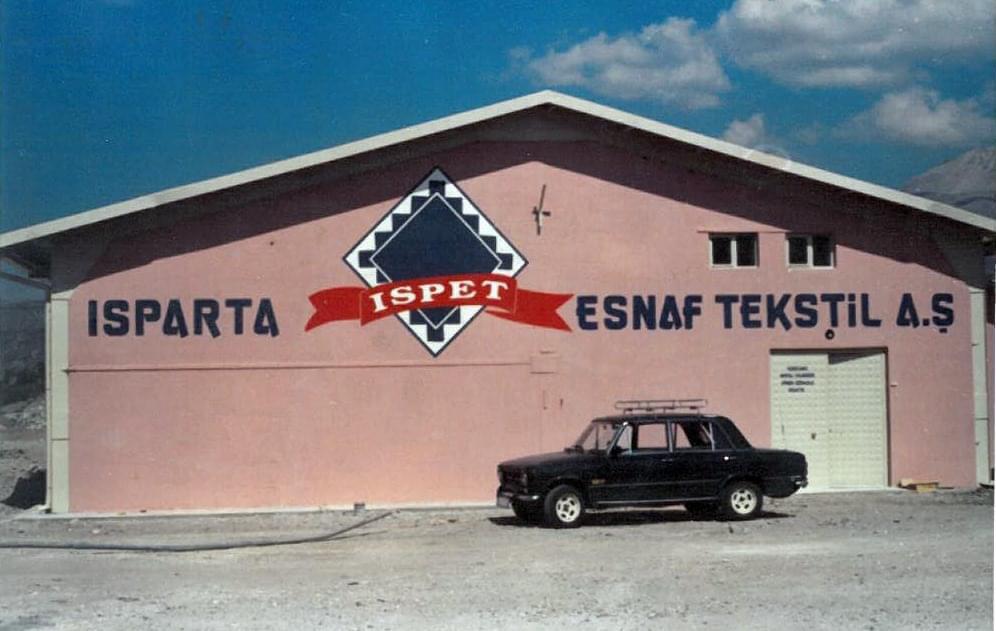 ISPARTA ISPET ESNAF TEKSTİL A.Ş